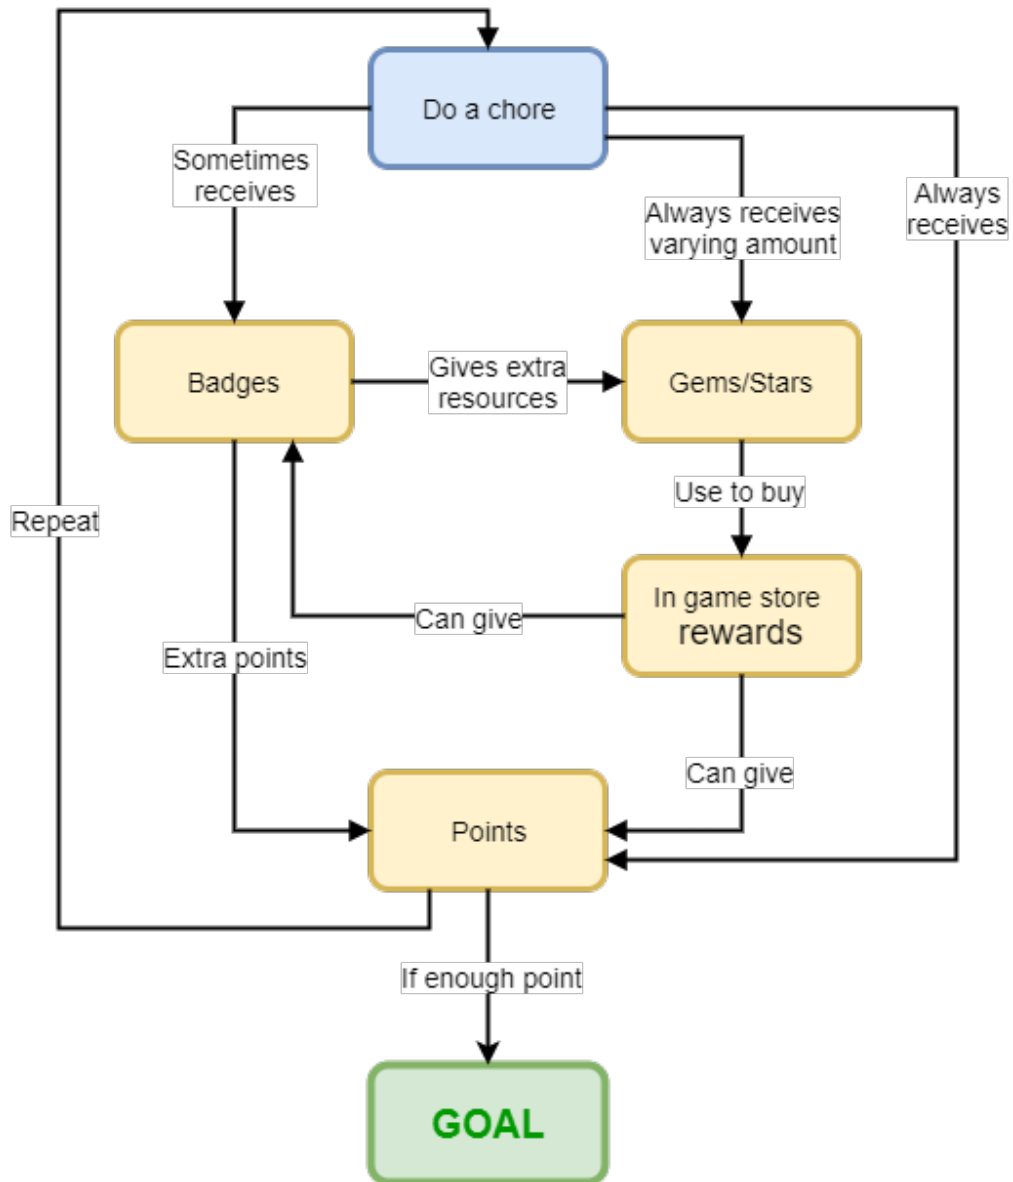 Do a chore
Sometimes
receives
Always receives
varying amount
Always
receives
Badges
Gives extra
resources
Gems/Stars
Use to buy
Repeat
In game store
rewards
Can give
Extra points
Can give
Points
If enough point
GOAL